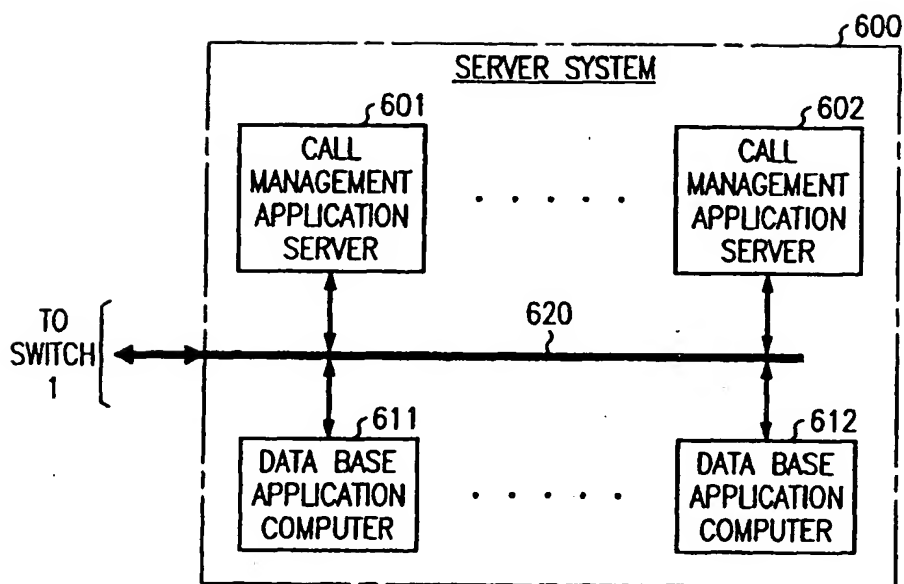 600
SERVER SYSTEM
601
CALL
MANAGEMENT
APPLICATION
SERVER
602
CALL
MANAGEMENT
APPLICATION
SERVER
TO
SWITCH
1
620
611
DATA BASE
APPLICATION
COMPUTER
612
DATA BASE
APPLICATION
COMPUTER